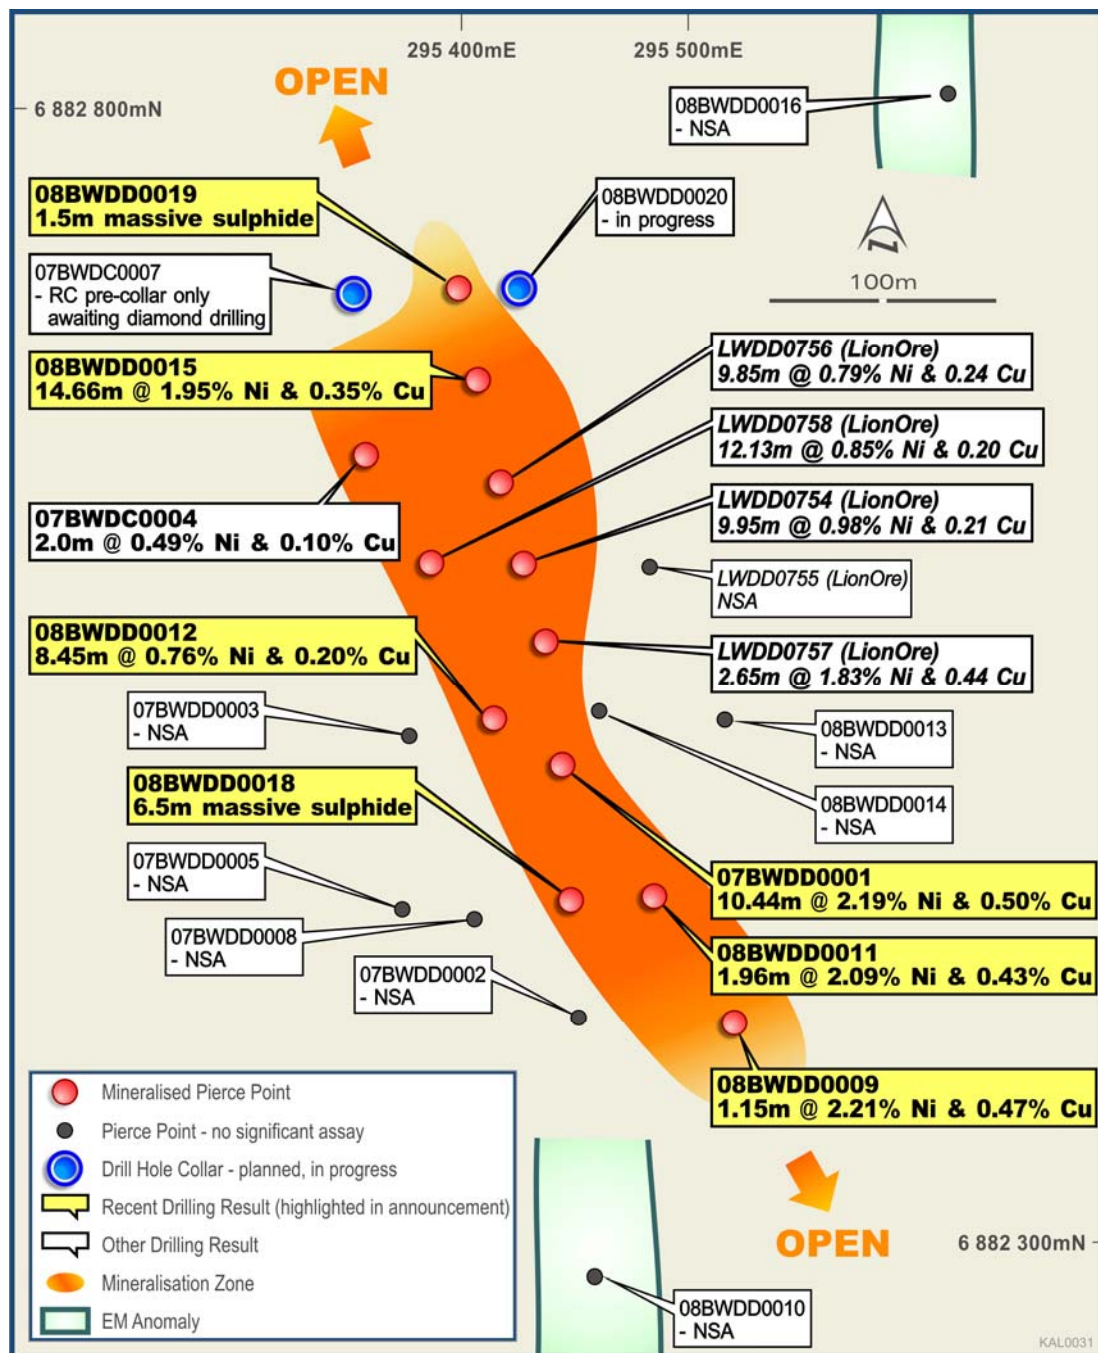 295 400mE
295 500mE
OPEN
6 882 800mN
08BWDD0016
- NSA
08BWDD0019
1.5m massive sulphide
08BWDD0020
- in progress
N
100m
07BWDC0007
- RC pre-collar only
awaiting diamond drilling
LWDD0756 (LionOre)
9.85m @ 0.79% Ni & 0.24 Cu
08BWDD0015
14.66m @ 1.95% Ni & 0.35% Cu
LWDD0758 (LionOre)
12.13m @ 0.85% Ni & 0.20 Cu
LWDD0754 (LionOre)
9.95m @ 0.98% Ni & 0.21 Cu
07BWDC0004
2.0m @ 0.49% Ni & 0.10% Cu
LWDD0755 (LionOre)
NSA
08BWDD0012
8.45m @ 0.76% Ni & 0.20% Cu
LWDD0757 (LionOre)
2.65m @ 1.83% Ni & 0.44 Cu
07BWDD0003
- NSA
08BWDD0013
- NSA
08BWDD0018
6.5m massive sulphide
08BWDD0014
- NSA
07BWDD0005
- NSA
07BWDD0001
10.44m @ 2.19% Ni & 0.50% Cu
07BWDD0008
- NSA
08BWDD0011
1.96m @ 2.09% Ni & 0.43% Cu
07BWDD0002
- NSA
08BWDD0009
1.15m @ 2.21% Ni & 0.47% Cu
Mineralised Pierce Point
Pierce Point - no significant assay
Drill Hole Collar - planned, in progress
Recent Drilling Result (highlighted in announcement)
Other Drilling Result
Mineralisation Zone
EM Anomaly
OPEN
6 882 300mN
08BWDD0010
- NSA
KAL0031